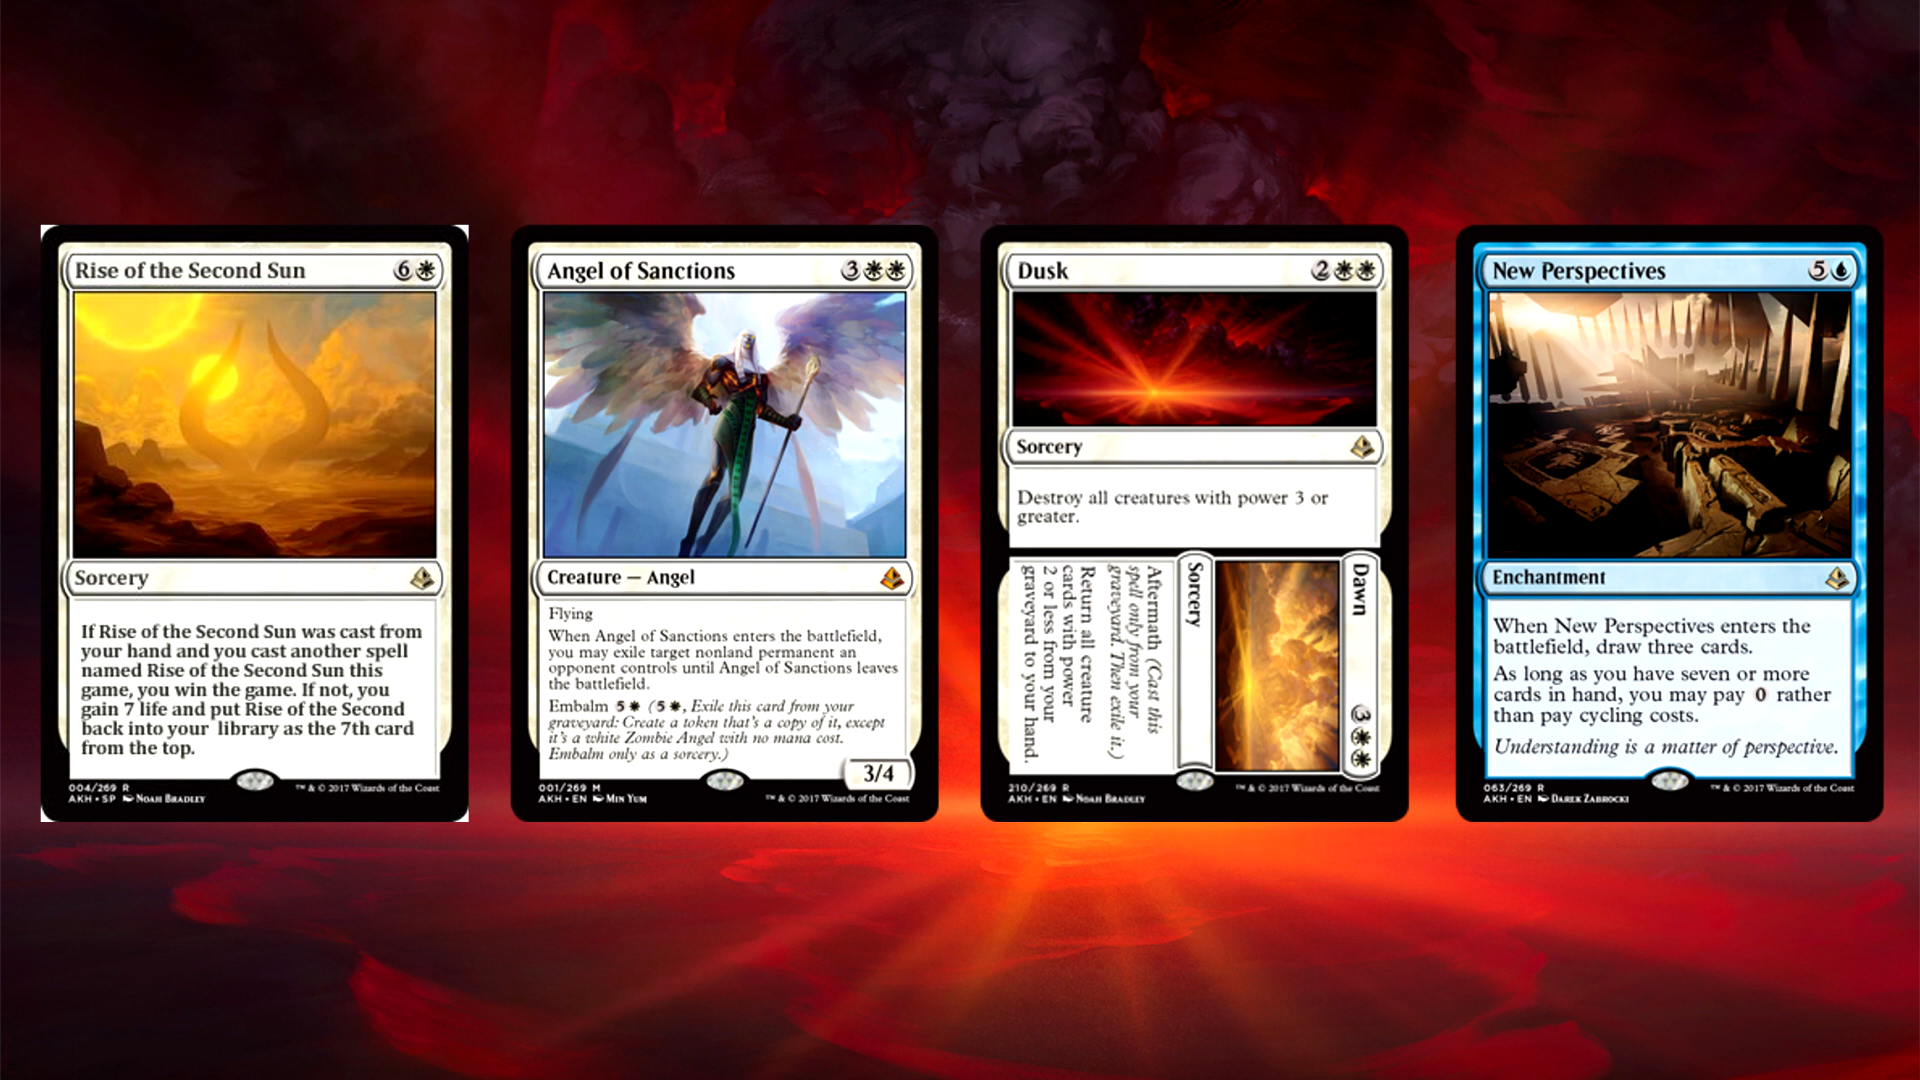 Rise of the Second Sun 6
Sorcery
If Rise of the Second Sun was cast from
your hand and you cast another spell
named Rise of the Second Sun this
game, you win the game. If not, you
gain 7 life and put Rise of the Second
back into your library as the 7th card
from the top.
004/269 R
AKH • SP Noah Bradley
™ & © 2017 Wizards of the Coast
Angel of Sanctions 3
Creature — Angel
Flying
When Angel of Sanctions enters the battlefield,
you may exile target nonland permanent an
opponent controls until Angel of Sanctions leaves
the battlefield.
Embalm 5 (5, Exile this card from your
graveyard: Create a token that's a copy of it, except
it's a white Zombie Angel with no mana cost.
Embalm only as a sorcery.)
3/4
001/269 M
AKH • EN Min Yum
™ & © 2017 Wizards of the Coast
Dusk 2
Sorcery
Destroy all creatures with power 3 or
greater.
Dawn 3
Sorcery
Aftermath (Cast this
spell only from your
graveyard. Then exile it.)
Return all creature
cards with power
2 or less from your
graveyard to your hand.
210/269 R
AKH • EN Noah Bradley
™ & © 2017 Wizards of the Coast
New Perspectives 5
Enchantment
When New Perspectives enters the
battlefield, draw three cards.
As long as you have seven or more
cards in hand, you may pay 0 rather
than pay cycling costs.
Understanding is a matter of perspective.
063/269 R
AKH • EN Darek Zabrocki
™ & © 2017 Wizards of the Coast